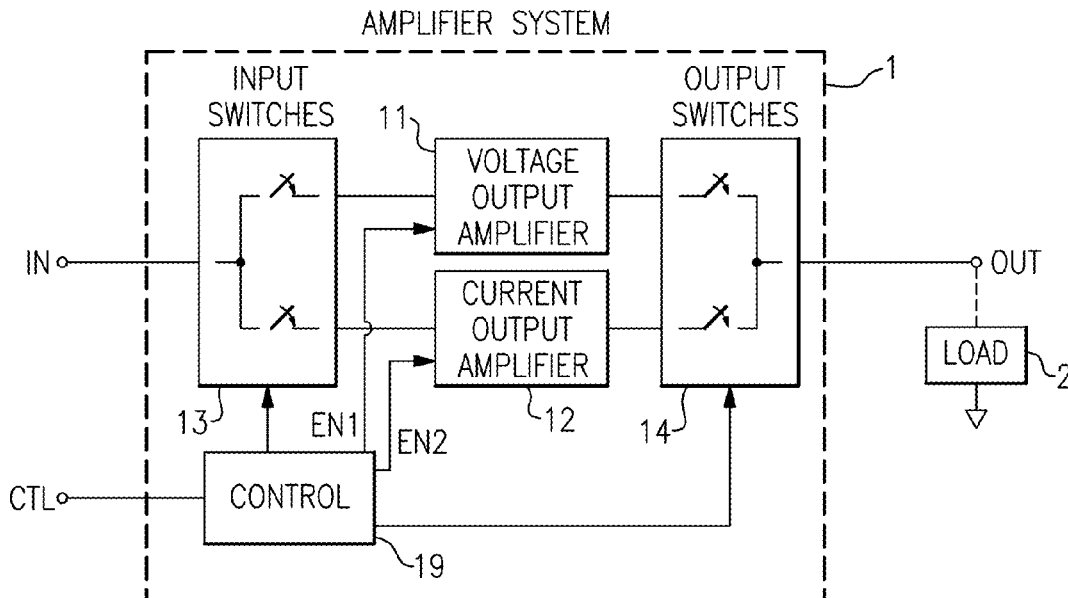 AMPLIFIER SYSTEM
1
INPUT
SWITCHES
OUTPUT
SWITCHES
11
VOLTAGE
OUTPUT
AMPLIFIER
IN
OUT
CURRENT
OUTPUT
AMPLIFIER
LOAD
2
13
EN1
EN2
12
14
CTL
CONTROL
19